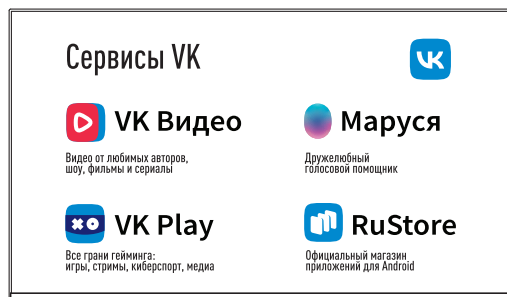 Сервисы VK
VK Видео
Видео от любимых авторов,
шоу, фильмы и сериалы
Маруся
Дружелюбный
голосовой помощник
VK Play
Все грани гейминга:
игры, стримы, киберспорт, медиа
RuStore
Официальный магазин
приложений для Android